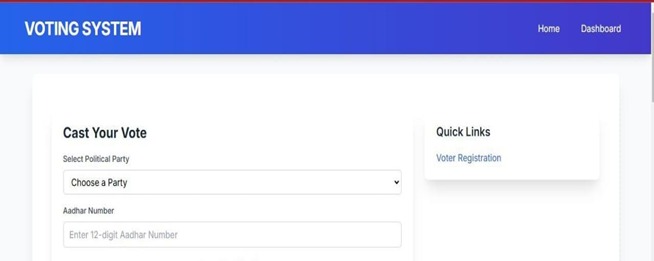 VOTING SYSTEM
Home
Dashboard
Cast Your Vote
Select Political Party
Choose a Party
Aadhar Number
Enter 12-digit Aadhar Number
Quick Links
Voter Registration